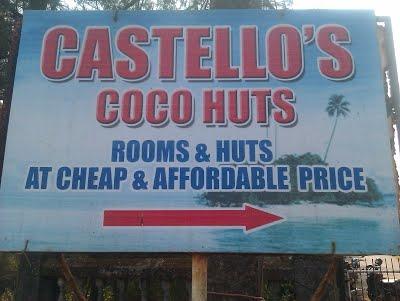 CASTELLO'S
COCO HUTS
ROOMS & HUTS
AT CHEAP & AFFORDABLE PRICE